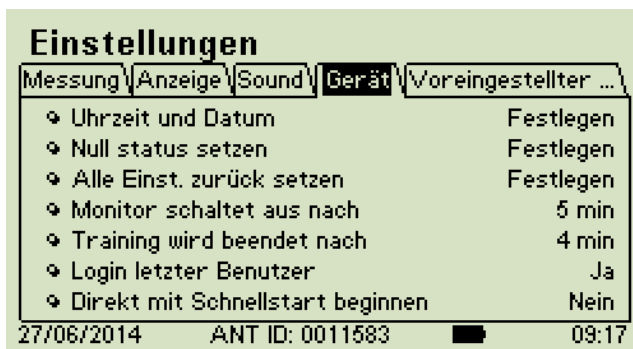 Einstellungen
Messung Anzeige Sound Gerät Voreingestellter ...
Uhrzeit und Datum Festlegen
Null status setzen Festlegen
Alle Einst. zurück setzen Festlegen
Monitor schaltet aus nach 5 min
Training wird beendet nach 4 min
Login letzter Benutzer Ja
Direkt mit Schnellstart beginnen Nein
27/06/2014 ANT ID: 0011583 09:17